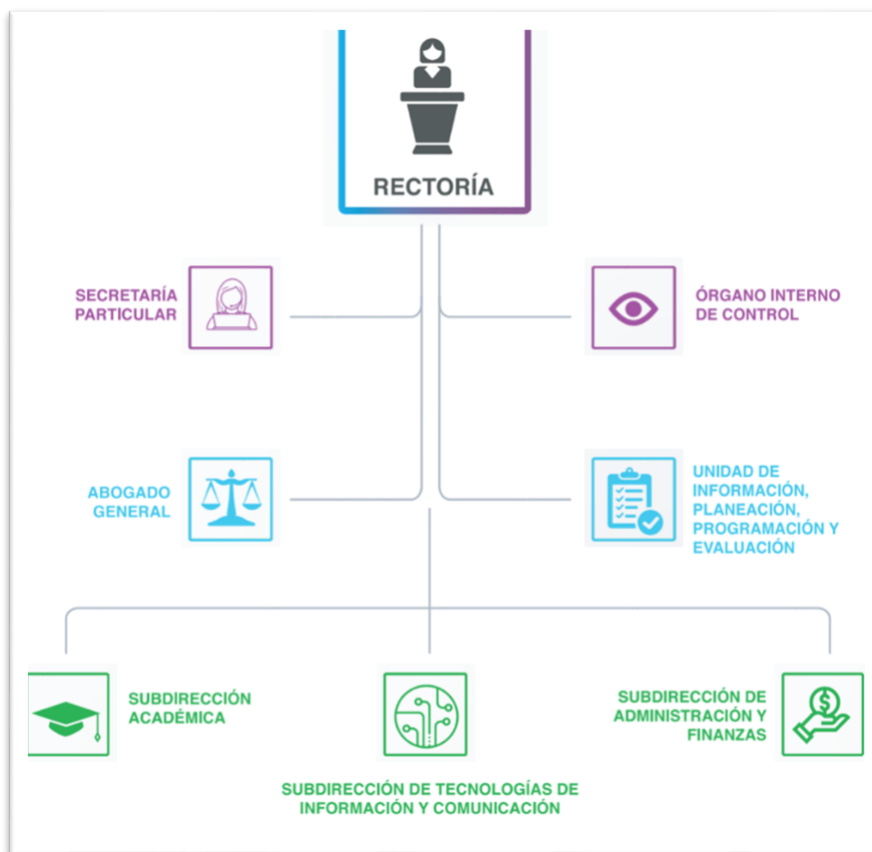 RECTORÍA
SECRETARÍA
PARTICULAR
ÓRGANO INTERNO
DE CONTROL
ABOGADO
GENERAL
UNIDAD DE
INFORMACIÓN,
PLANEACIÓN,
PROGRAMACIÓN Y
EVALUACIÓN
SUBDIRECCIÓN
ACADÉMICA
SUBDIRECCIÓN DE TECNOLOGÍAS DE
INFORMACIÓN Y COMUNICACIÓN
SUBDIRECCIÓN DE
ADMINISTRACIÓN Y
FINANZAS